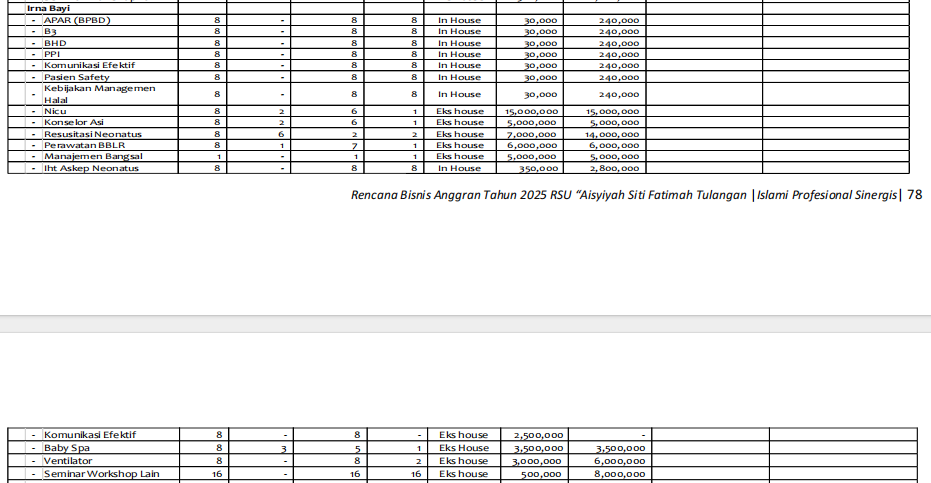 Irna Bayi
- APAR (BPBD) 8 - 8 8 In House 30,000 240,000
- B3 8 - 8 8 In House 30,000 240,000
- BHD 8 - 8 8 In House 30,000 240,000
- PPI 8 - 8 8 In House 30,000 240,000
- Komunikasi Efektif 8 - 8 8 In House 30,000 240,000
- Pasien Safety 8 - 8 8 In House 30,000 240,000
- Kebijakan Managemen
Halal 8 - 8 8 In House 30,000 240,000
- Nicu 8 2 6 1 Eks house 15,000,000 15,000,000
- Konselor Asi 8 2 6 1 Eks house 5,000,000 5,000,000
- Resusitasi Neonatus 8 6 2 2 Eks house 7,000,000 14,000,000
- Perawatan BBLR 8 1 7 1 Eks house 6,000,000 6,000,000
- Manajemen Bangsal 1 - 1 1 Eks house 5,000,000 5,000,000
- Iht Askep Neonatus 8 - 8 8 In House 350,000 2,800,000
Rencana Bisnis Anggran Tahun 2025 RSU “Aisyiyah Siti Fatimah Tulangan |Islami Profesional Sinergis| 78
- Komunikasi Efektif 8 - 8 - Eks house 2,500,000 -
- Baby Spa 8 3 5 1 Eks House 3,500,000 3,500,000
- Ventilator 8 - 8 2 Eks house 3,000,000 6,000,000
- Seminar Workshop Lain 16 - 16 16 Eks house 500,000 8,000,000